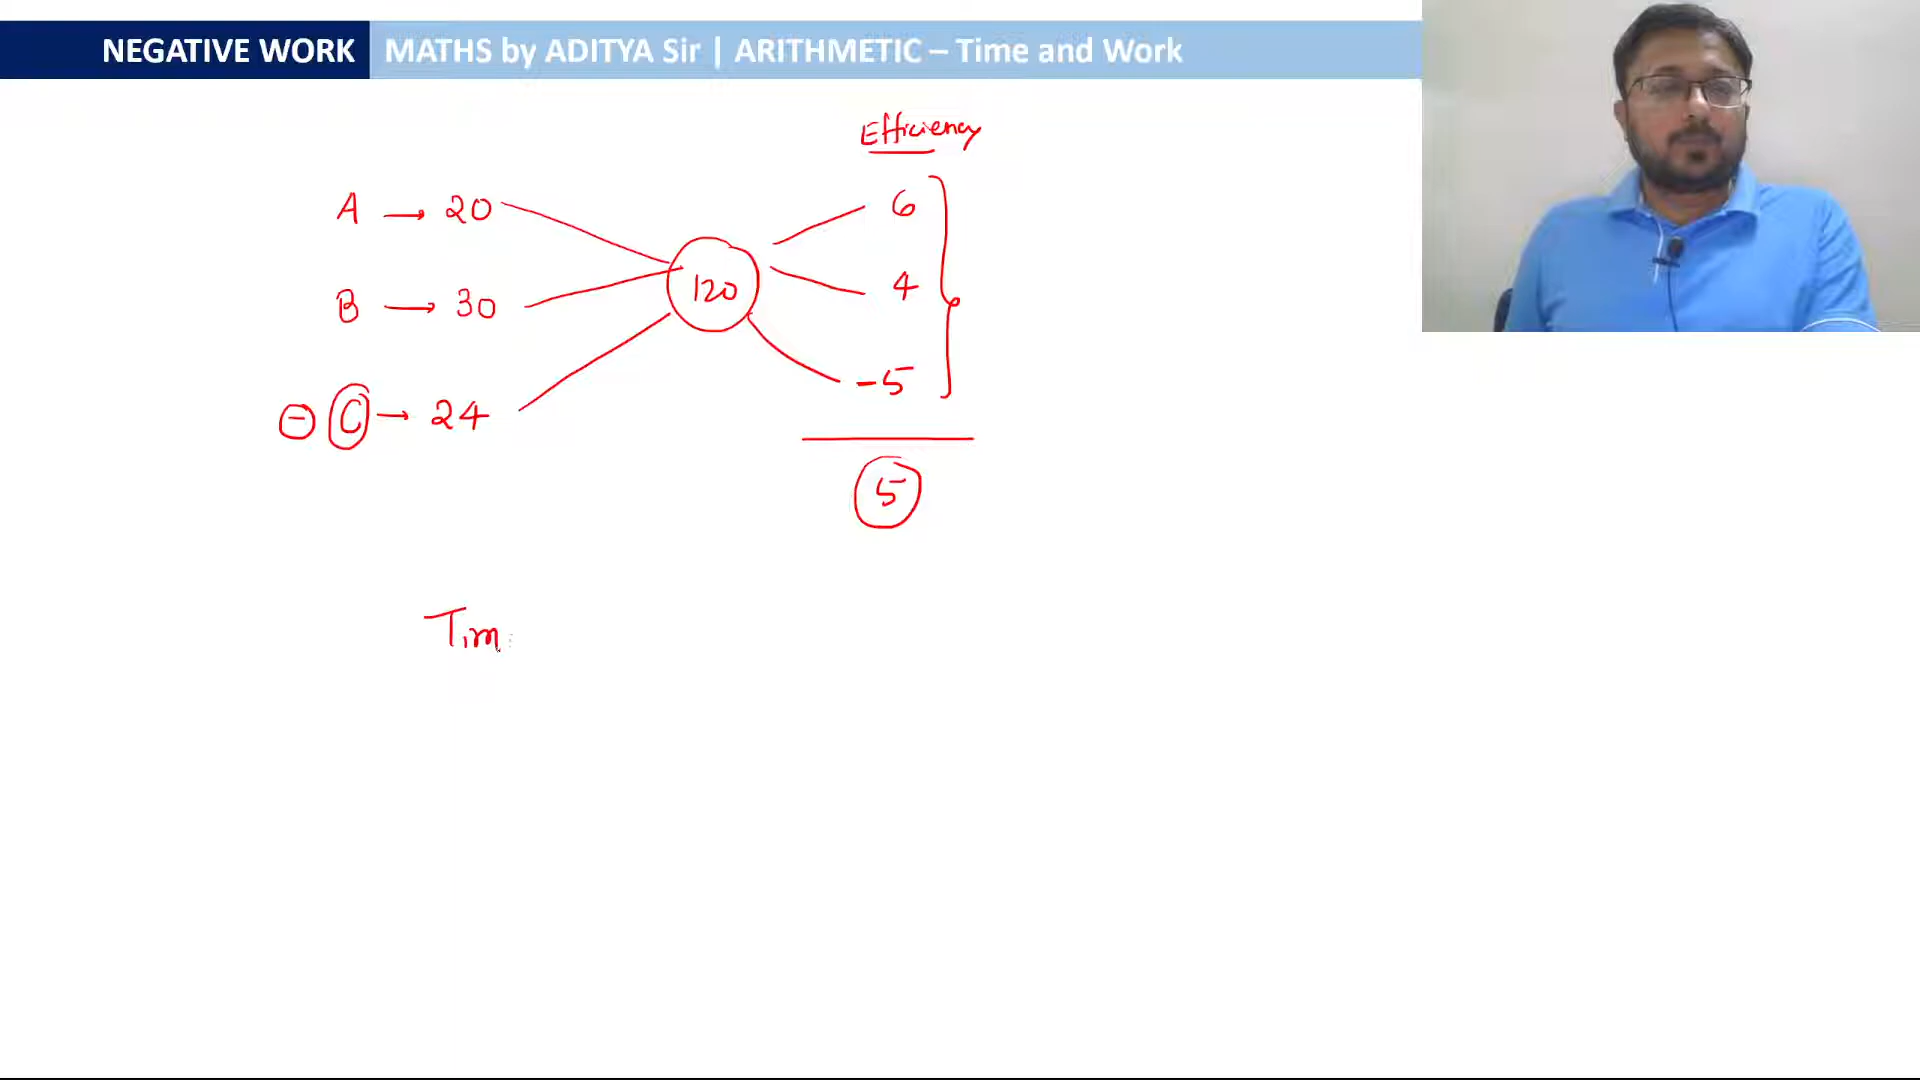 NEGATIVE WORK MATHS by ADITYA Sir | ARITHMETIC – Time and Work
Efficiency
A → 20 6
120
B → 30 4
− C → 24 -5
5
Tim